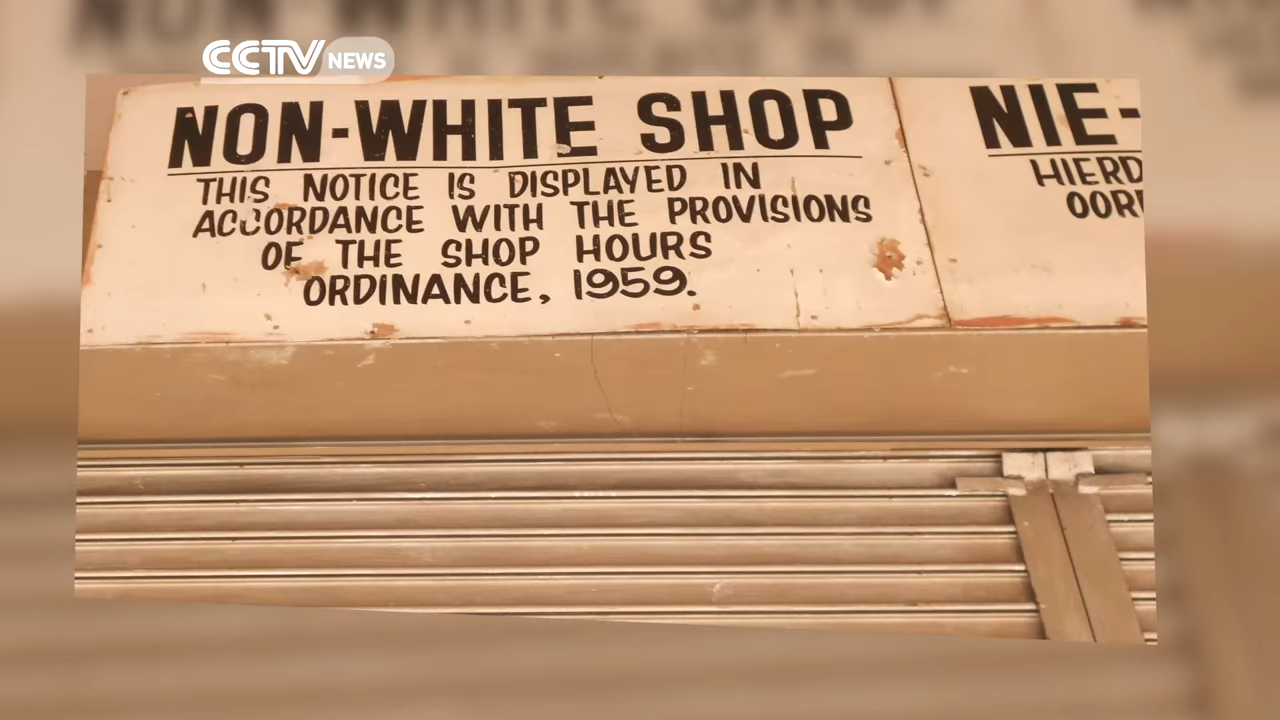 CCTV NEWS
NON-WHITE SHOP
THIS NOTICE IS DISPLAYED IN
ACCORDANCE WITH THE PROVISIONS
OF THE SHOP HOURS
ORDINANCE, 1959.
NIE-
HIERD
OOR